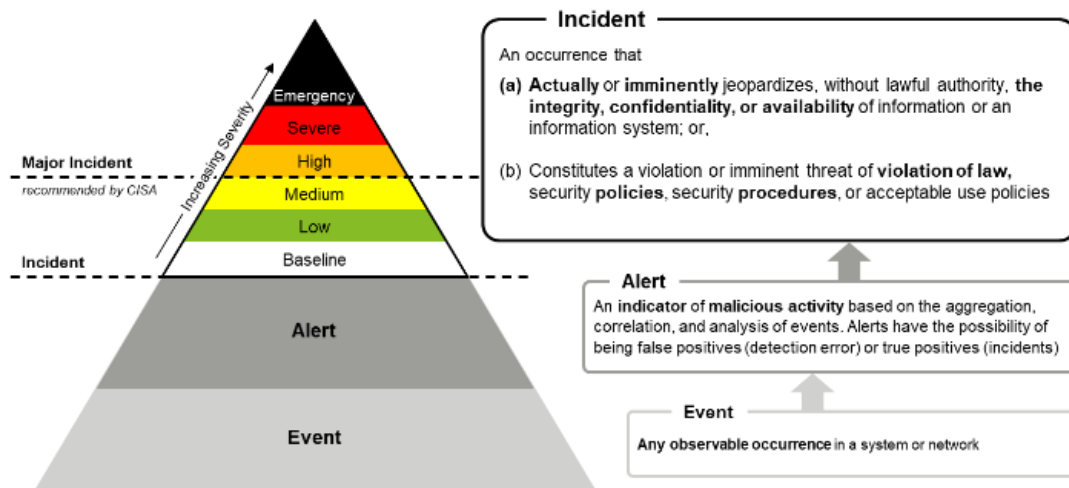 Emergency
Severe
High
Medium
Low
Baseline
Alert
Event
Increasing Severity
Major Incident
recommended by CISA
Incident
Incident
An occurrence that
(a) Actually or imminently jeopardizes, without lawful authority, the
integrity, confidentiality, or availability of information or an
information system; or,
(b) Constitutes a violation or imminent threat of violation of law,
security policies, security procedures, or acceptable use policies
Alert
An indicator of malicious activity based on the aggregation,
correlation, and analysis of events. Alerts have the possibility of
being false positives (detection error) or true positives (incidents)
Event
Any observable occurrence in a system or network